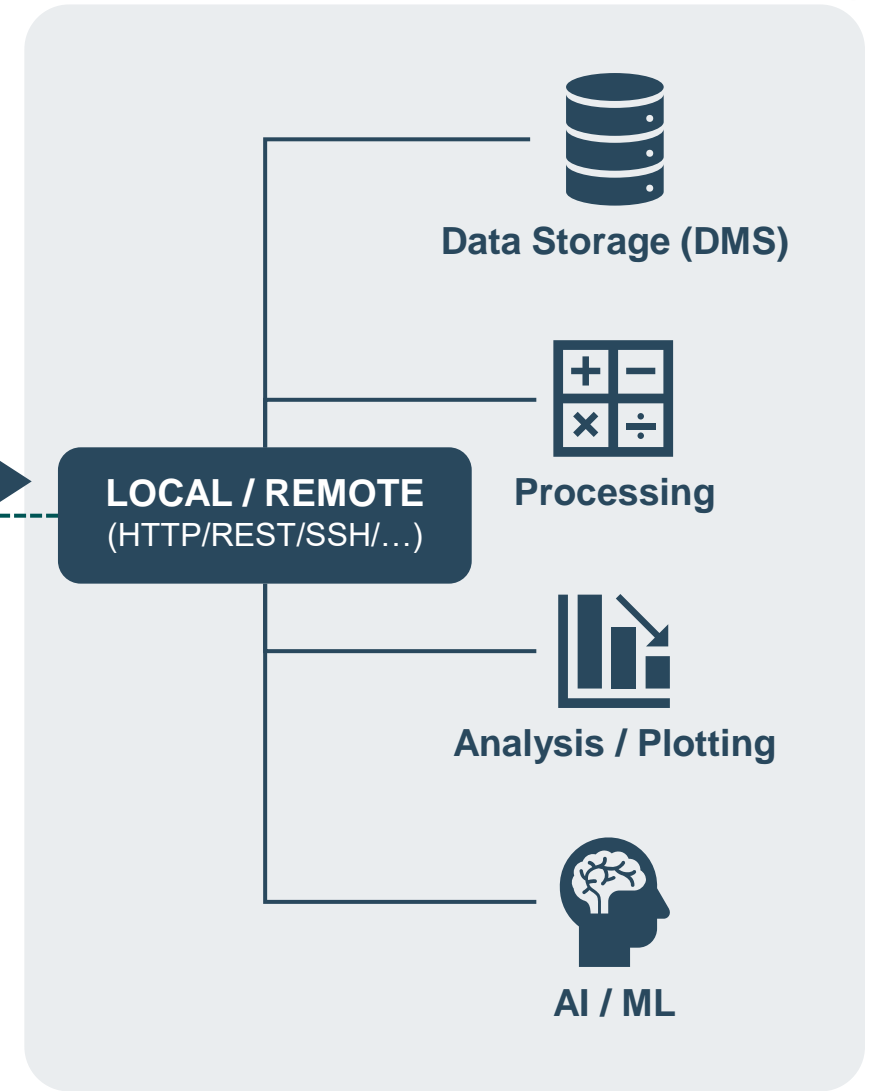 Data Storage (DMS)
Processing
LOCAL / REMOTE
(HTTP/REST/SSH/…)
Analysis / Plotting
AI / ML